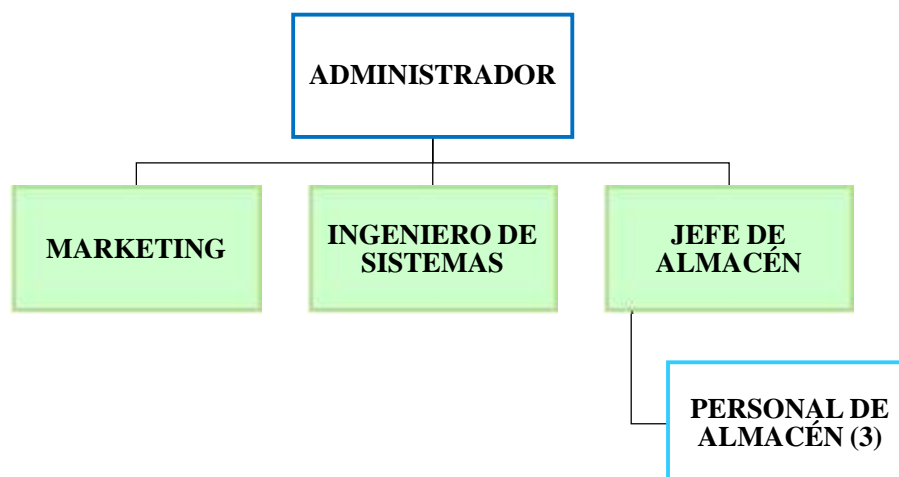 ADMINISTRADOR
MARKETING
INGENIERO DE
SISTEMAS
JEFE DE
ALMACÉN
PERSONAL DE
ALMACÉN (3)